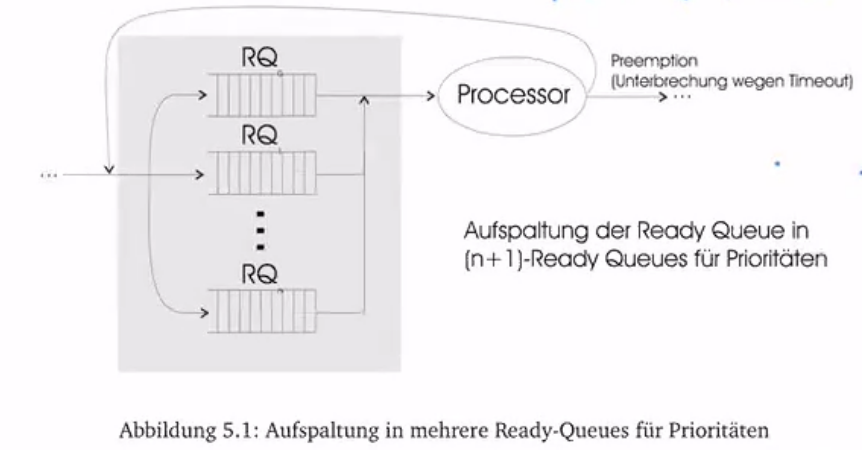 RQ
Preemption
(Unterbrechung wegen Timeout)
Processor
...
RQ
...
Aufspaltung der Ready Queue in
(n+1)-Ready Queues für Prioritäten
RQ
Abbildung 5.1: Aufspaltung in mehrere Ready-Queues für Prioritäten